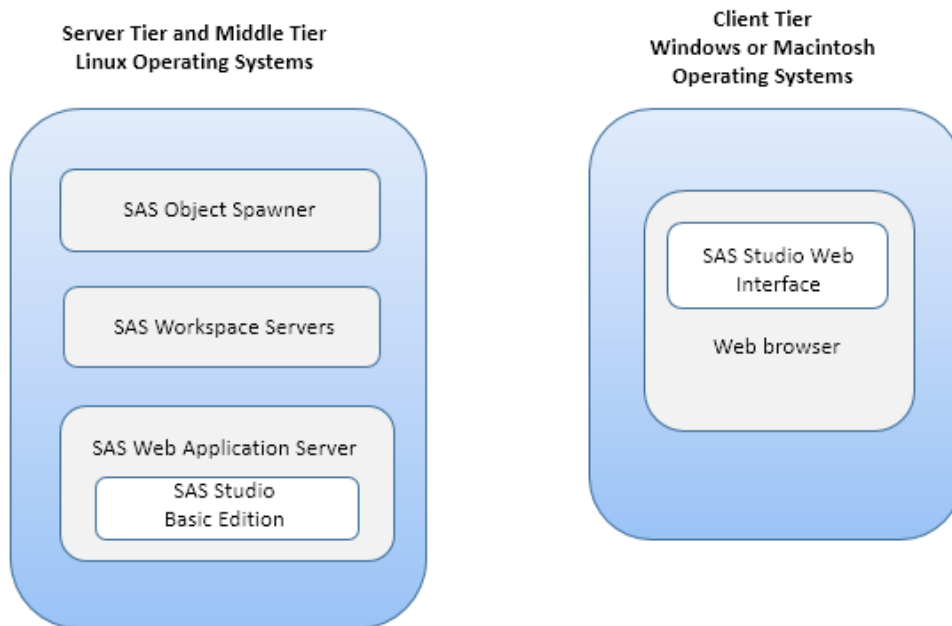 Server Tier and Middle Tier
Linux Operating Systems
SAS Object Spawner
SAS Workspace Servers
SAS Web Application Server
SAS Studio
Basic Edition
Client Tier
Windows or Macintosh
Operating Systems
SAS Studio Web
Interface
Web browser